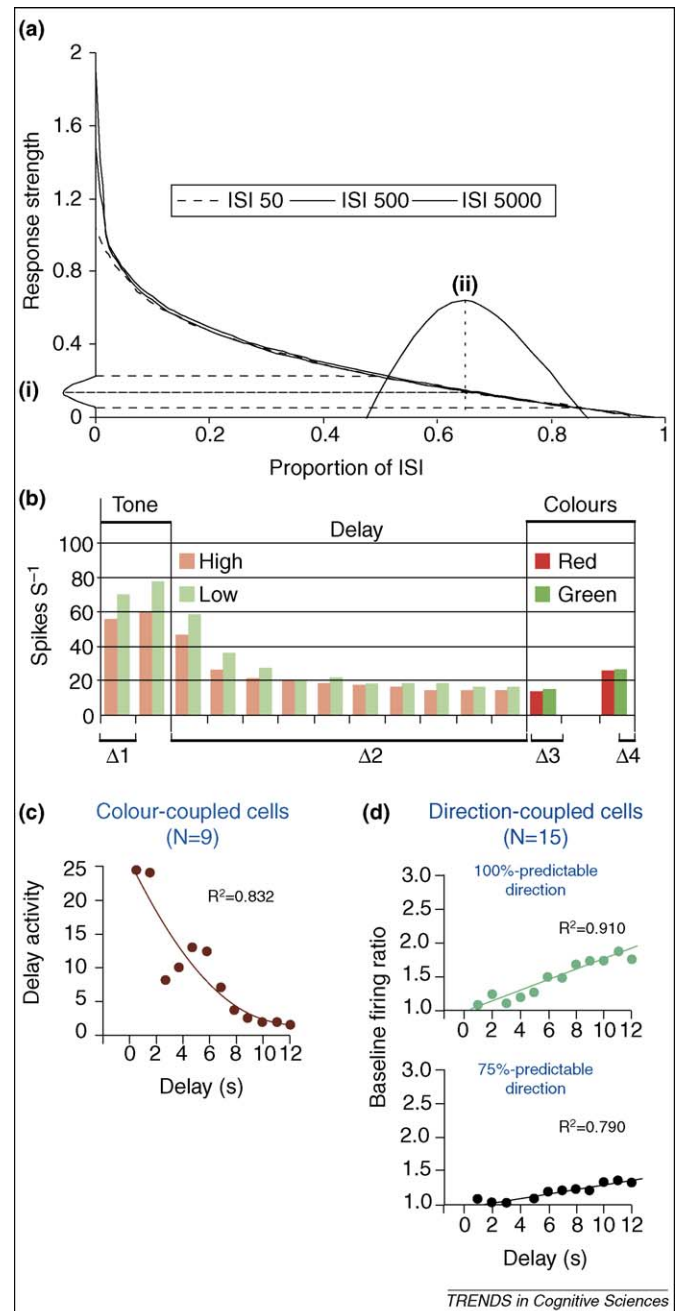 (a)
2
1.6
1.2
0.8
0.4
0
Response strength
ISI 50 ISI 500 ISI 5000
(ii)
(i)
0 0.2 0.4 0.6 0.8 1
Proportion of ISI
(b)
Tone Delay Colours
100
80
60
40
20
0
Spikes S⁻¹
High
Low
Red
Green
Δ1 Δ2 Δ3 Δ4
(c) Colour-coupled cells
(N=9)
25
20
15
10
5
0
Delay activity
R²=0.832
0 2 4 6 8 10 12
Delay (s)
(d) Direction-coupled cells
(N=15)
100%-predictable
direction
3.0
2.5
2.0
1.5
1.0
R²=0.910
0 2 4 6 8 10 12
Baseline firing ratio
75%-predictable
direction
3.0
2.5
2.0
1.5
1.0
R²=0.790
0 2 4 6 8 10 12
Delay (s)
TRENDS in Cognitive Sciences